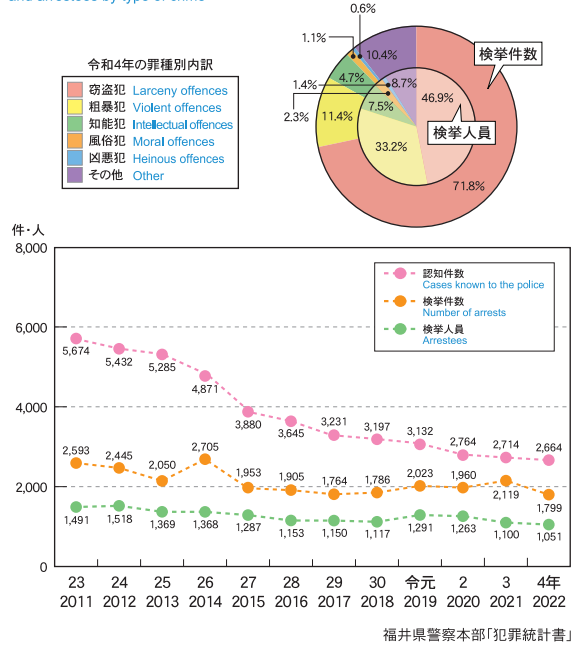 and arrestees by type of crime
令和4年の罪種別内訳
窃盗犯 Larceny offences
粗暴犯 Violent offences
知能犯 Intellectual offences
風俗犯 Moral offences
凶悪犯 Heinous offences
その他 Other
0.6%
1.1%
10.4%
検挙件数
4.7%
8.7%
1.4%
46.9%
7.5%
2.3%
11.4%
検挙人員
33.2%
71.8%
件・人
8,000
6,000
4,000
2,000
0
認知件数
Cases known to the police
検挙件数
Number of arrests
検挙人員
Arrestees
5,674 5,432 5,285 4,871 3,880 3,645 3,231 3,197 3,132 2,764 2,714 2,664
2,593 2,445 2,050 2,705 1,953 1,905 1,764 1,786 2,023 1,960 2,119 1,799
1,491 1,518 1,369 1,368 1,287 1,153 1,150 1,117 1,291 1,263 1,100 1,051
23 24 25 26 27 28 29 30 令元 2 3 4年
2011 2012 2013 2014 2015 2016 2017 2018 2019 2020 2021 2022
福井県警察本部「犯罪統計書」